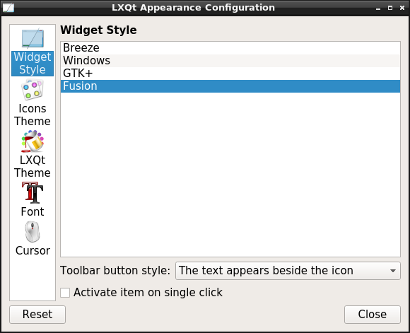 LXQt Appearance Configuration
Widget
Style
Icons
Theme
LXQt
Theme
Font
Cursor
Widget Style
Breeze
Windows
GTK+
Fusion
Toolbar button style: The text appears beside the icon
Activate item on single click
Reset
Close